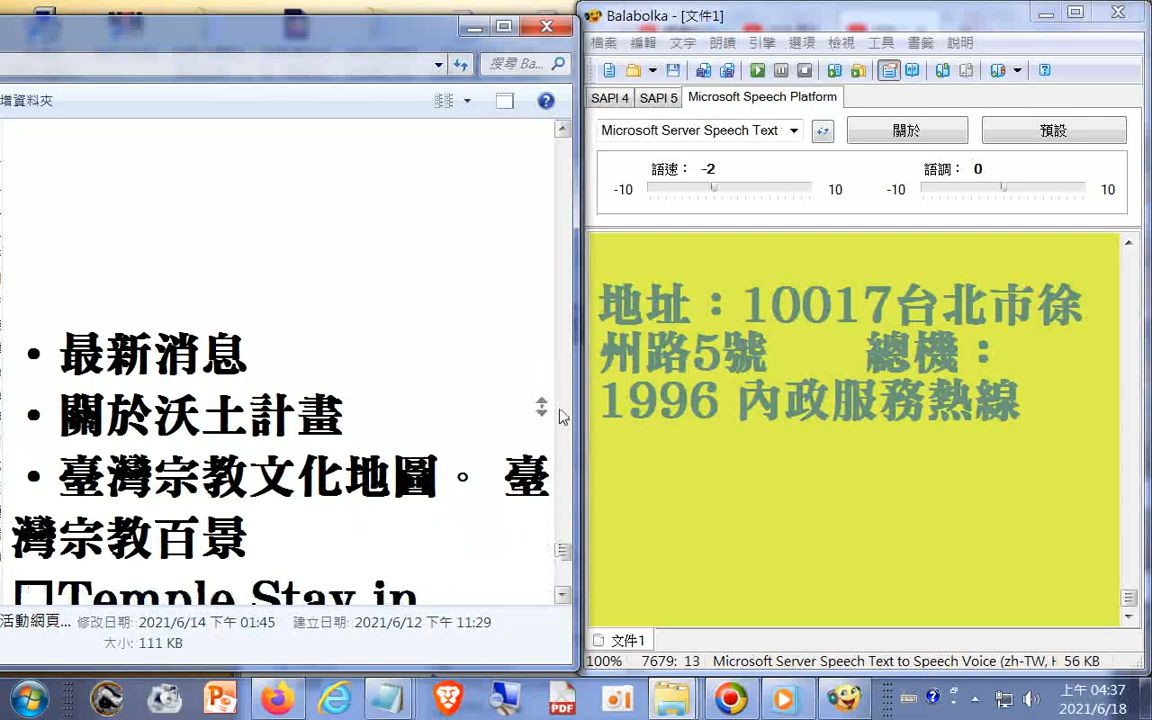 Balabolka - [文件1]
搜尋 Ba...
檔案 編輯 文字 朗讀 引擎 選項 檢視 工具 書籤 說明
增資料夾
SAPI 4 SAPI 5 Microsoft Speech Platform
Microsoft Server Speech Text 關於 預設
語速： -2 語調： 0
-10 10 -10 10
・最新消息
・關於沃土計畫
・臺灣宗教文化地圖。 臺
灣宗教百景
□Temple Stay in
地址：10017台北市徐
州路5號 總機：
1996 內政服務熱線
活動網頁... 修改日期: 2021/6/14 下午 01:45 建立日期: 2021/6/12 下午 11:29
大小: 111 KB
文件1
100% 7679: 13 Microsoft Server Speech Text to Speech Voice (zh-TW, H 56 KB
PDF
上午 04:37
2021/6/18